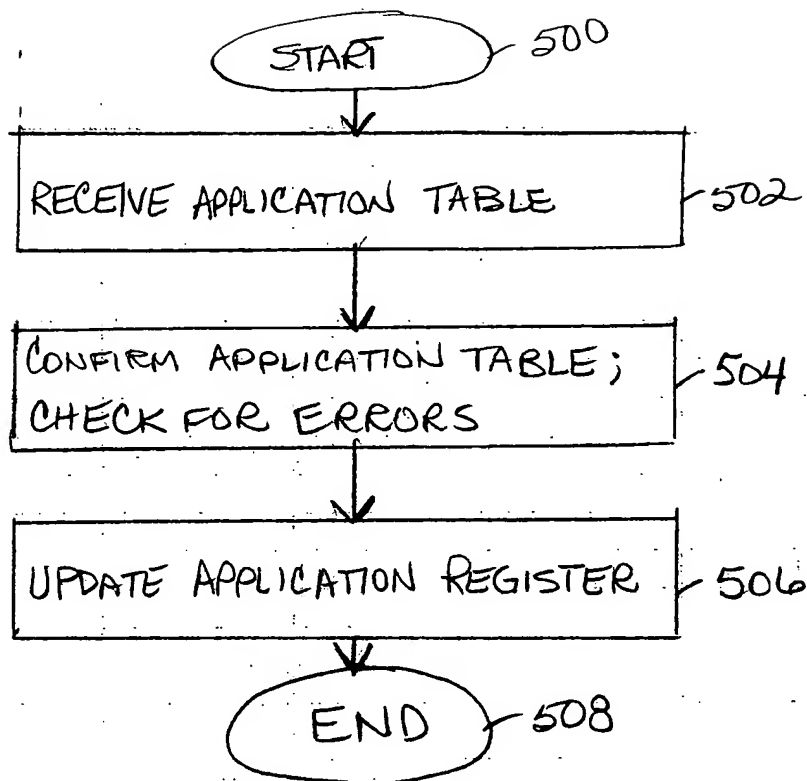 START 500
RECEIVE APPLICATION TABLE 502
CONFIRM APPLICATION TABLE;
CHECK FOR ERRORS 504
UPDATE APPLICATION REGISTER 506
END 508